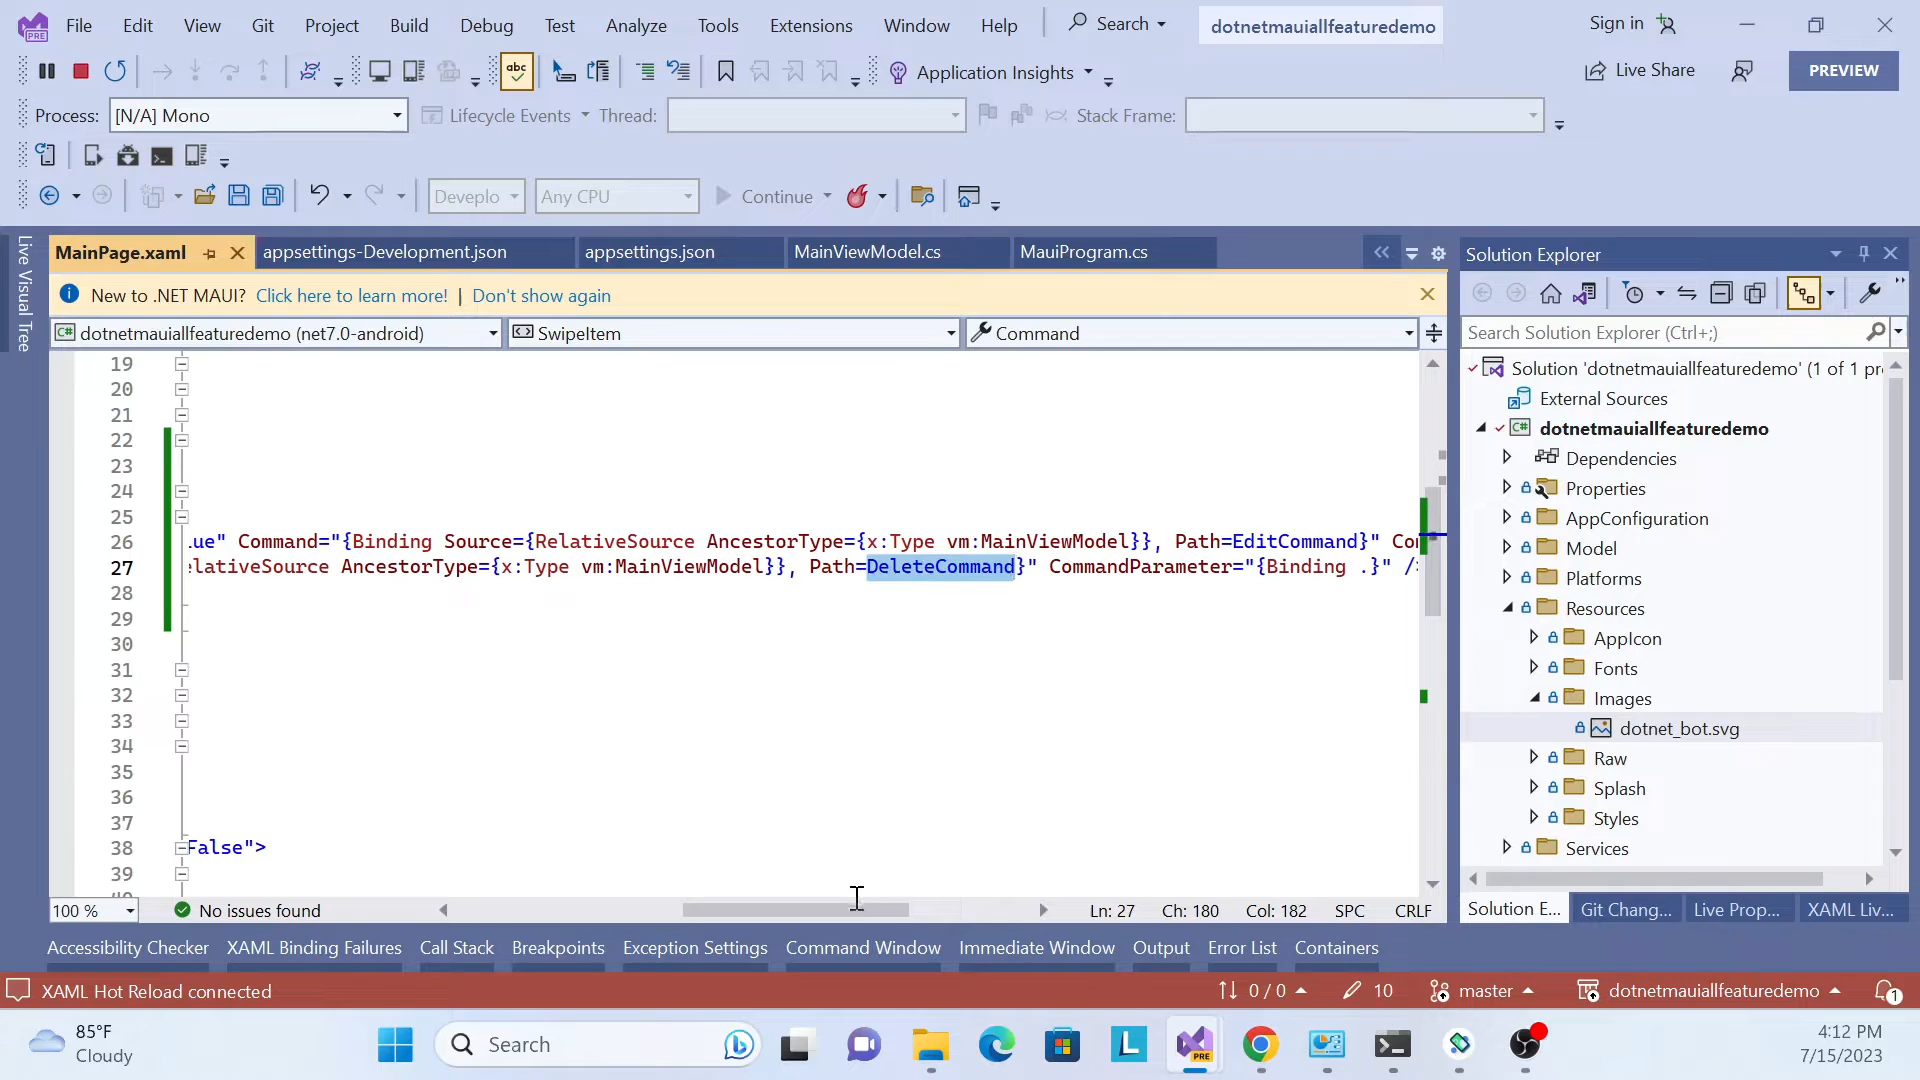 File Edit View Git Project Build Debug Test Analyze Tools Extensions Window Help Search dotnetmauiallfeaturedemo Sign in
PRE
abc Application Insights Live Share PREVIEW
Process: [N/A] Mono Lifecycle Events Thread: Stack Frame:
Develo Any CPU Continue
Live Visual Tree
MainPage.xaml appsettings-Development.json appsettings.json MainViewModel.cs MauiProgram.cs
New to .NET MAUI? Click here to learn more! | Don't show again
dotnetmauiallfeaturedemo (net7.0-android) SwipeItem Command
19
20
21
22
23
24
25
26 lue" Command="{Binding Source={RelativeSource AncestorType={x:Type vm:MainViewModel}}, Path=EditCommand}" Co
27 elativeSource AncestorType={x:Type vm:MainViewModel}}, Path=DeleteCommand}" CommandParameter="{Binding .}" />
28
29
30
31
32
33
34
35
36
37
38 False">
39
100 % No issues found Ln: 27 Ch: 180 Col: 182 SPC CRLF
Solution Explorer
Search Solution Explorer (Ctrl+;)
Solution 'dotnetmauiallfeaturedemo' (1 of 1 pr
External Sources
C# dotnetmauiallfeaturedemo
Dependencies
Properties
AppConfiguration
Model
Platforms
Resources
AppIcon
Fonts
Images
dotnet_bot.svg
Raw
Splash
Styles
Services
Solution E... Git Chang... Live Prop... XAML Liv...
Accessibility Checker XAML Binding Failures Call Stack Breakpoints Exception Settings Command Window Immediate Window Output Error List Containers
XAML Hot Reload connected 0 / 0 10 master dotnetmauiallfeaturedemo 1
85°F
Cloudy
Search
L
PRE
4:12 PM
7/15/2023